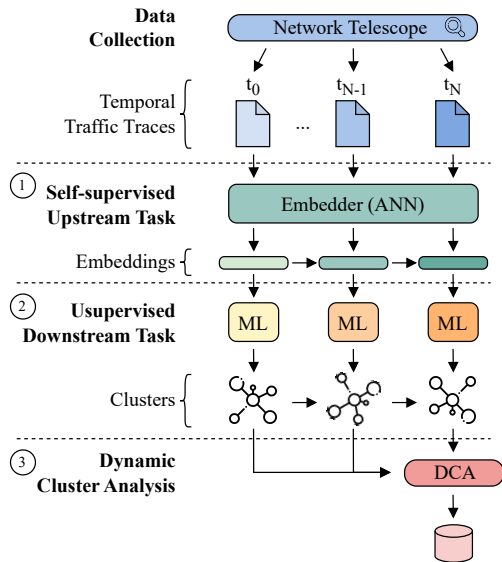 Data
Collection
Network Telescope
Temporal
Traffic Traces
t0
...
tN-1
tN
1
Self-supervised
Upstream Task
Embedder (ANN)
Embeddings
2
Usupervised
Downstream Task
ML
ML
ML
Clusters
3
Dynamic
Cluster Analysis
DCA